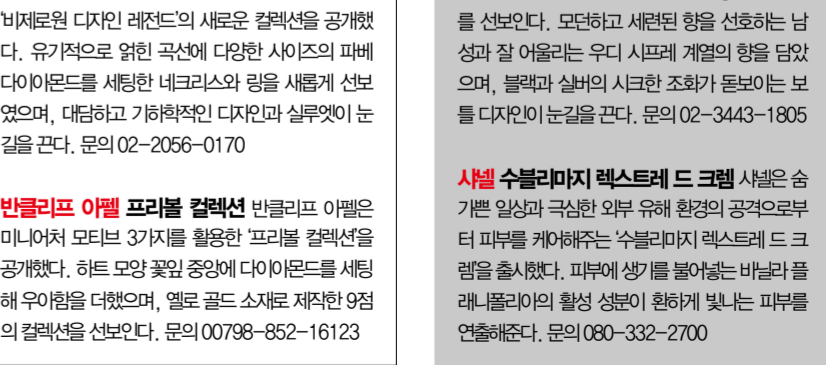 '비제로원 디자인 레전드'의 새로운 컬렉션을 공개했
다. 유기적으로 얽힌 곡선에 다양한 사이즈의 파베
다이아몬드를 세팅한 네크리스와 링을 새롭게 선보
였으며, 대담하고 기하학적인 디자인과 실루엣이 눈
길을 끈다. 문의 02-2056-0170
반클리프 아펠 프리볼 컬렉션 반클리프 아펠은
미니어처 모티브 3가지를 활용한 '프리볼 컬렉션'을
공개했다. 하트 모양 꽃잎 중앙에 다이아몬드를 세팅
해 우아함을 더했으며, 옐로 골드 소재로 제작한 9점
의 컬렉션을 선보인다. 문의 00798-852-16123
를 선보인다. 모던하고 세련된 향을 선호하는 남
성과 잘 어울리는 우디 시프레 계열의 향을 담았
으며, 블랙과 실버의 시크한 조화가 돋보이는 보
틀 디자인이 눈길을 끈다. 문의 02-3443-1805
샤넬 수블리마지 렉스트레 드 크렘 샤넬은 숨
가쁜 일상과 극심한 외부 유해 환경의 공격으로부
터 피부를 케어해주는 '수블리마지 렉스트레 드 크
렘'을 출시했다. 피부에 생기를 불어넣는 바닐라 플
래니폴리아의 활성 성분이 환하게 빛나는 피부를
연출해준다. 문의 080-332-2700